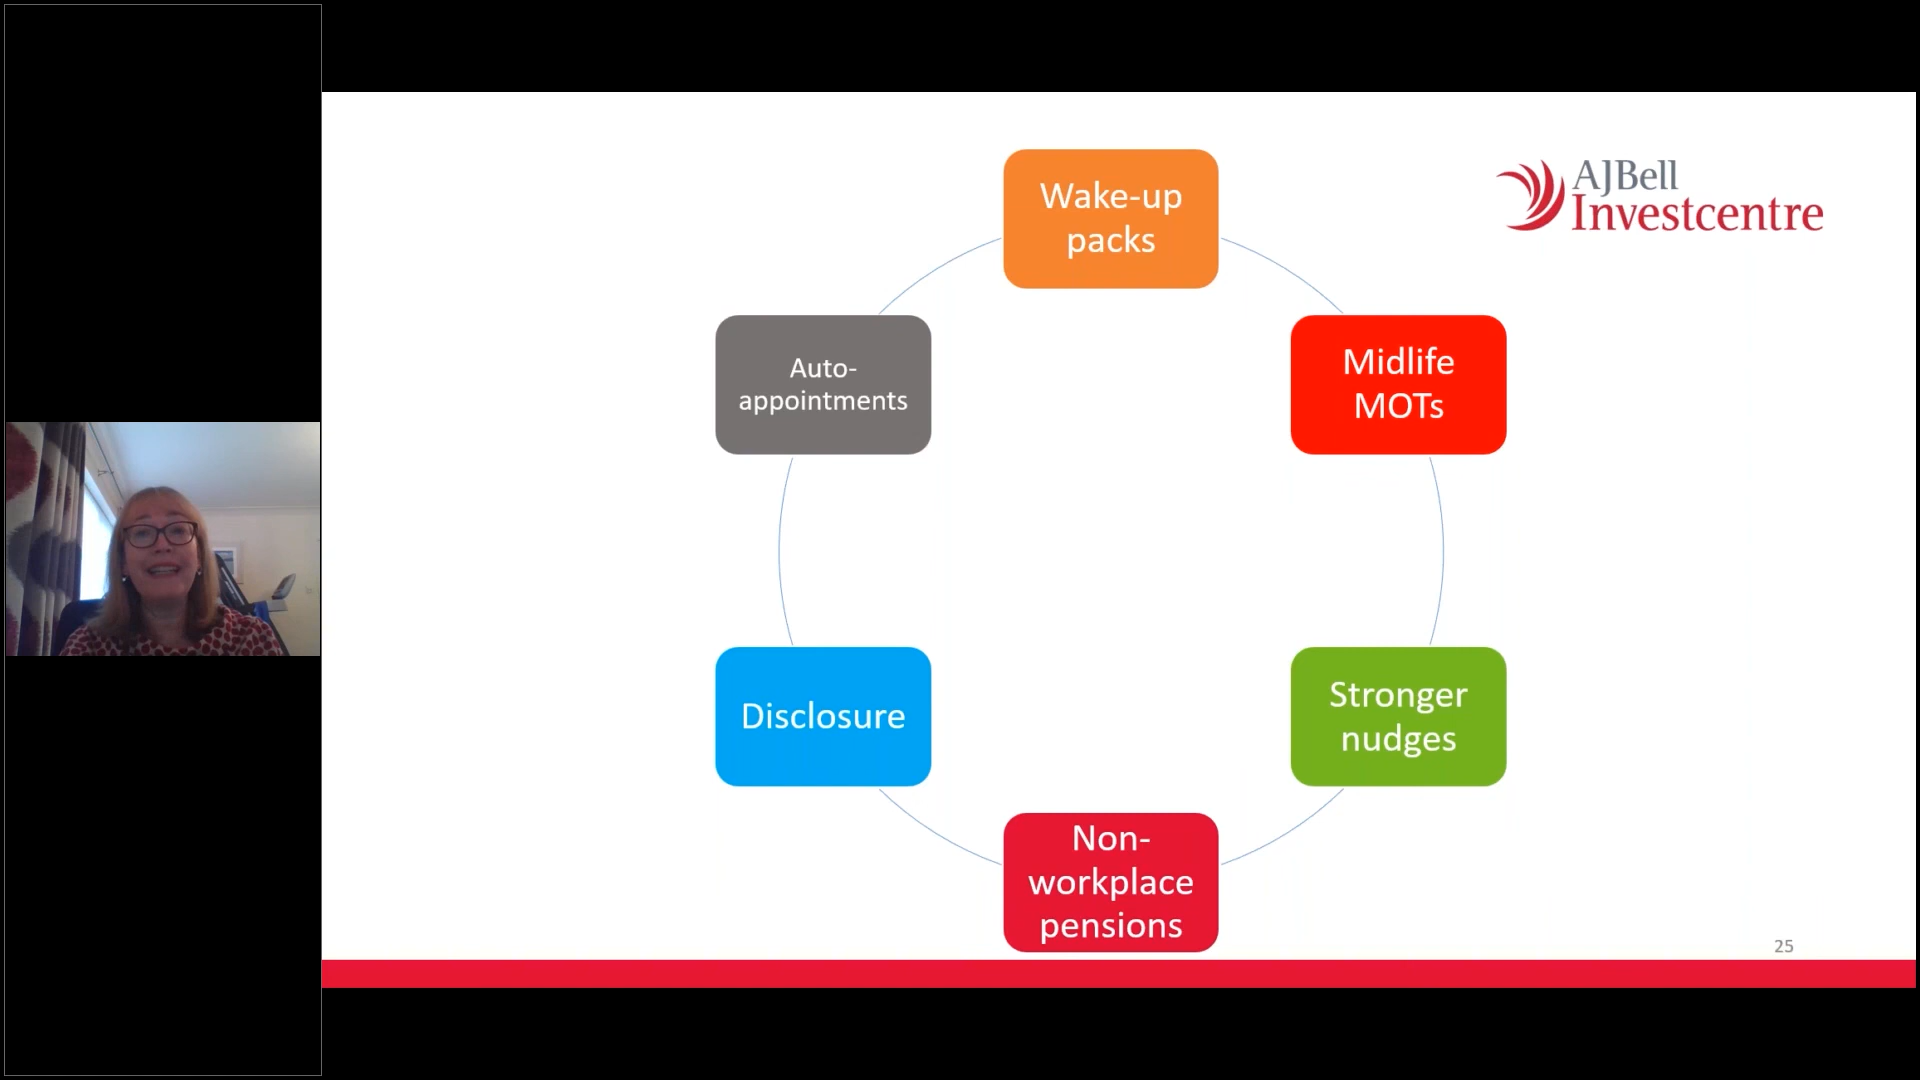 Wake-up
packs
AJBell
Investcentre
Auto-
appointments
Midlife
MOTs
Disclosure
Stronger
nudges
Non-
workplace
pensions
25